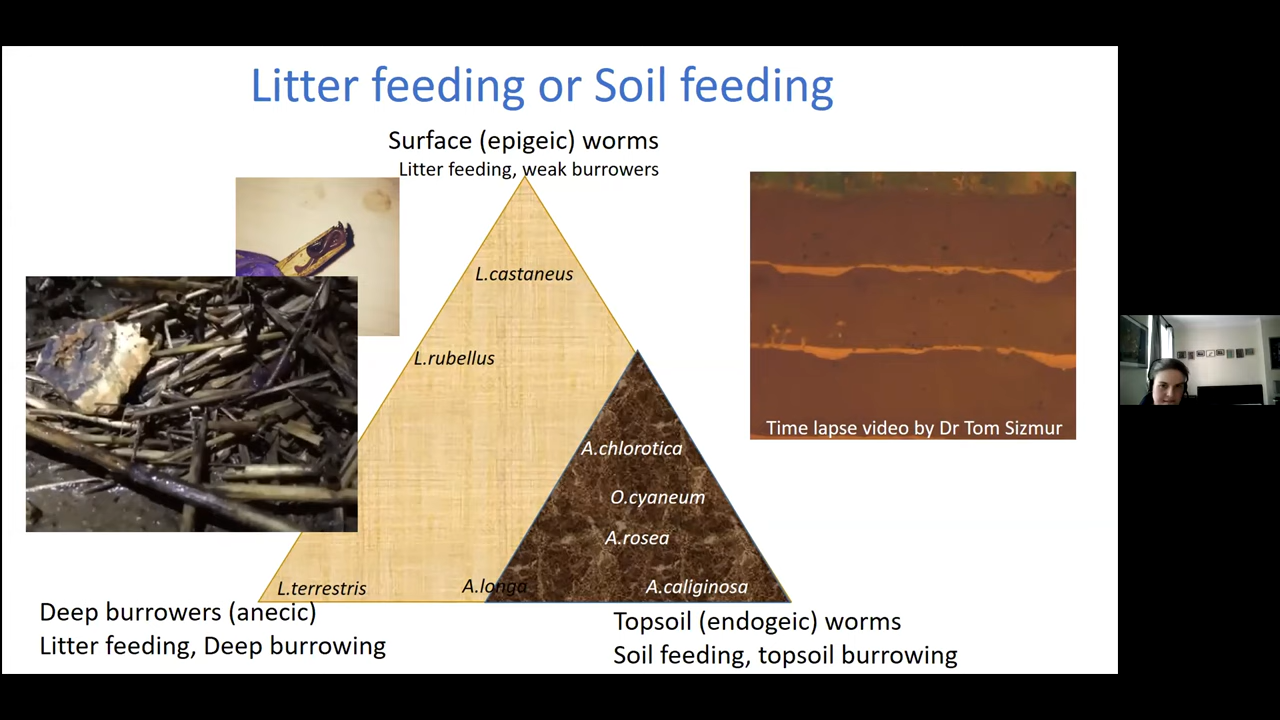 Litter feeding or Soil feeding
Surface (epigeic) worms
Litter feeding, weak burrowers
L.castaneus
L.rubellus
A.chlorotica
O.cyaneum
A.rosea
L.terrestris
A.longa
A.caliginosa
Time lapse video by Dr Tom Sizmur
Deep burrowers (anecic)
Litter feeding, Deep burrowing
Topsoil (endogeic) worms
Soil feeding, topsoil burrowing